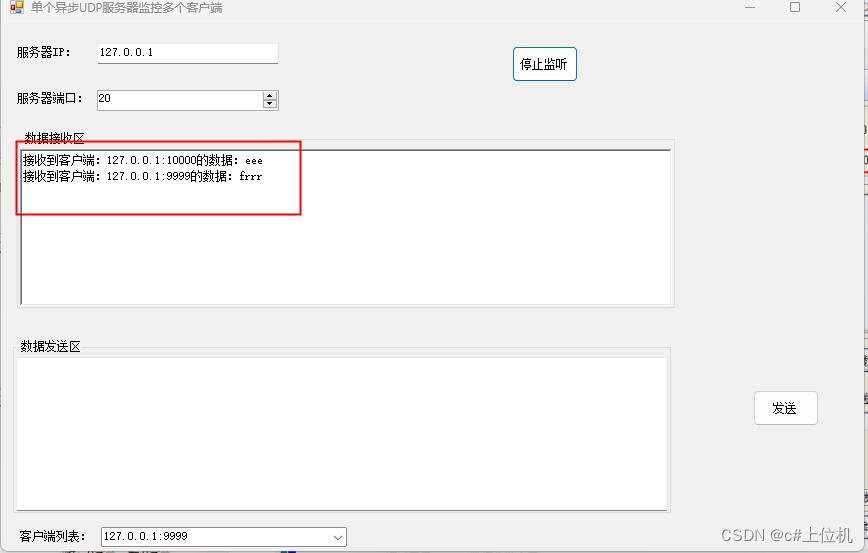 单个异步UDP服务器监控多个客户端
服务器IP: 127.0.0.1
停止监听
服务器端口: 20
数据接收区
接收到客户端: 127.0.0.1:10000的数据: eee
接收到客户端: 127.0.0.1:9999的数据: frrr
数据发送区
发送
客户端列表: 127.0.0.1:9999
CSDN @c#上位机